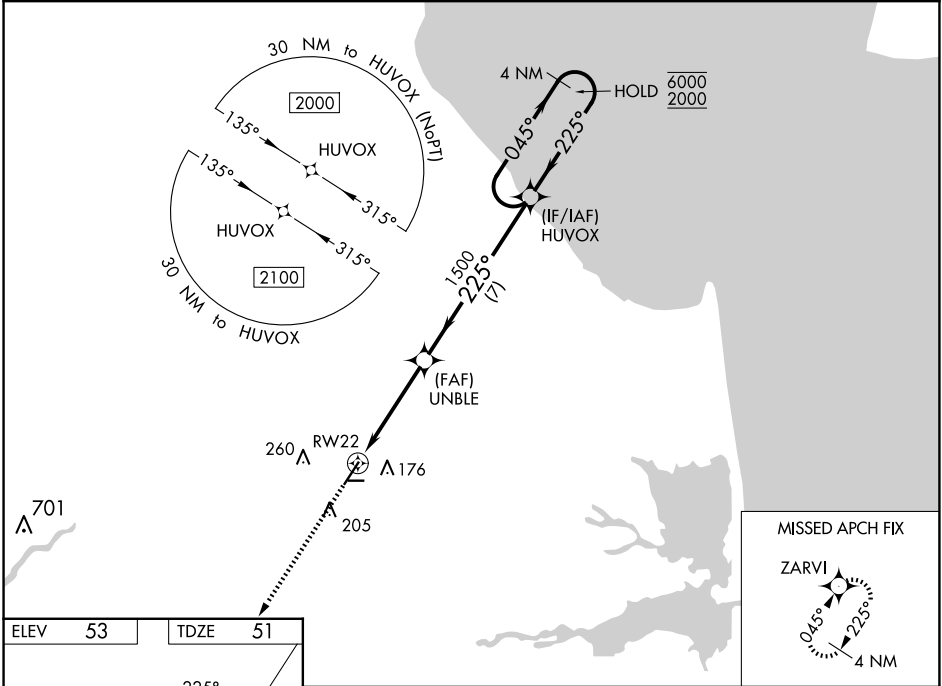 30 NM to HUVOX (NoPT)
2000
135°
HUVOX
315°
135°
HUVOX
315°
2100
30 NM to HUVOX
4 NM
HOLD
6000
2000
045°
225°
(IF/IAF)
HUVOX
1500
225°
(7)
(FAF)
UNBLE
260
RW22
176
205
701
MISSED APCH FIX
ZARVI
045°
225°
4 NM
ELEV 53
TDZE 51
225°